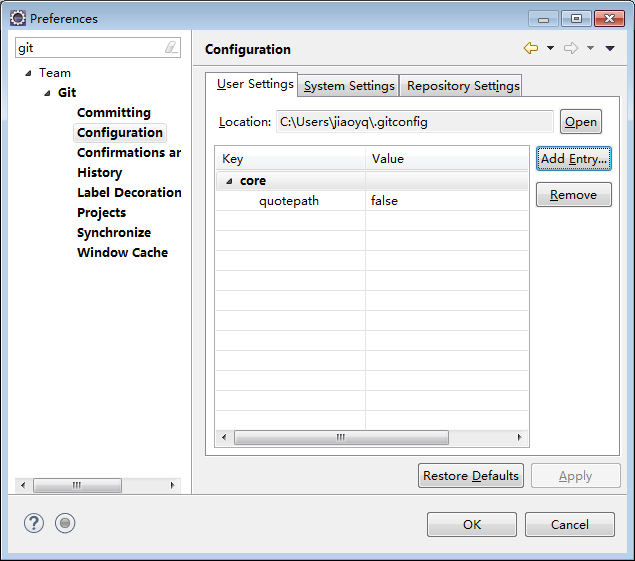 Preferences
git
Team
Git
Committing
Configuration
Confirmations ar
History
Label Decoration
Projects
Synchronize
Window Cache
Configuration
User Settings System Settings Repository Settings
Location: C:\Users\jiaoyq\.gitconfig Open
Key Value
core
quotepath false
Add Entry...
Remove
Restore Defaults Apply
? OK Cancel